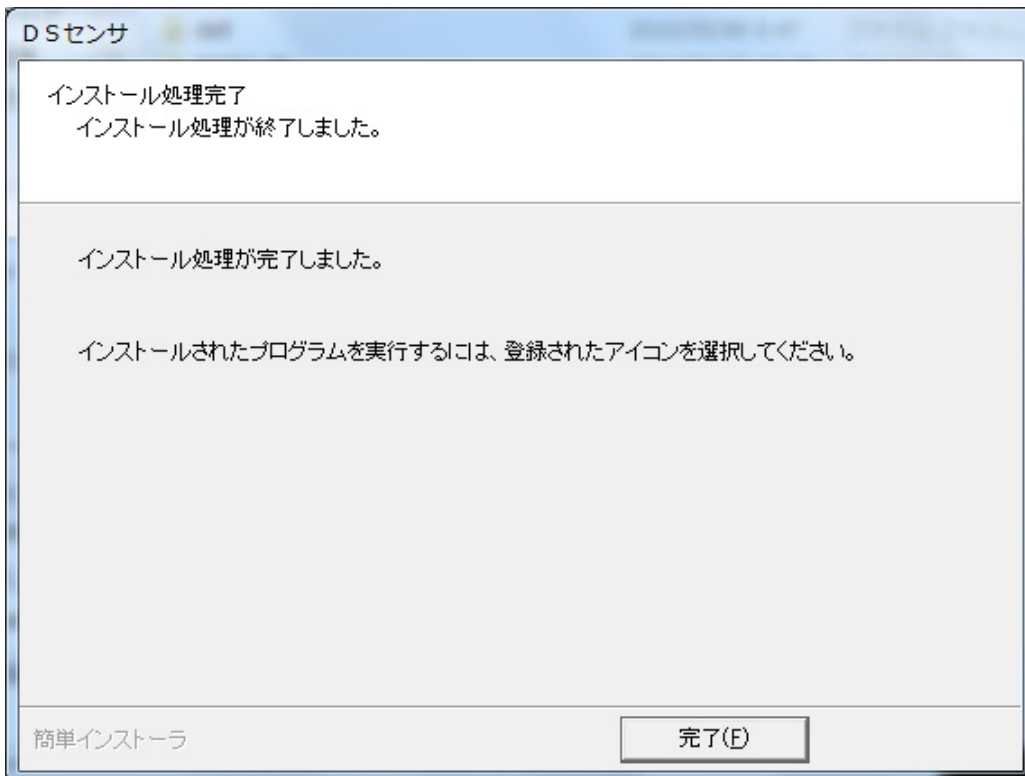 DSセンサ
インストール処理完了
インストール処理が終了しました。
インストール処理が完了しました。
インストールされたプログラムを実行するには、登録されたアイコンを選択してください。
簡単インストーラ
完了(F)